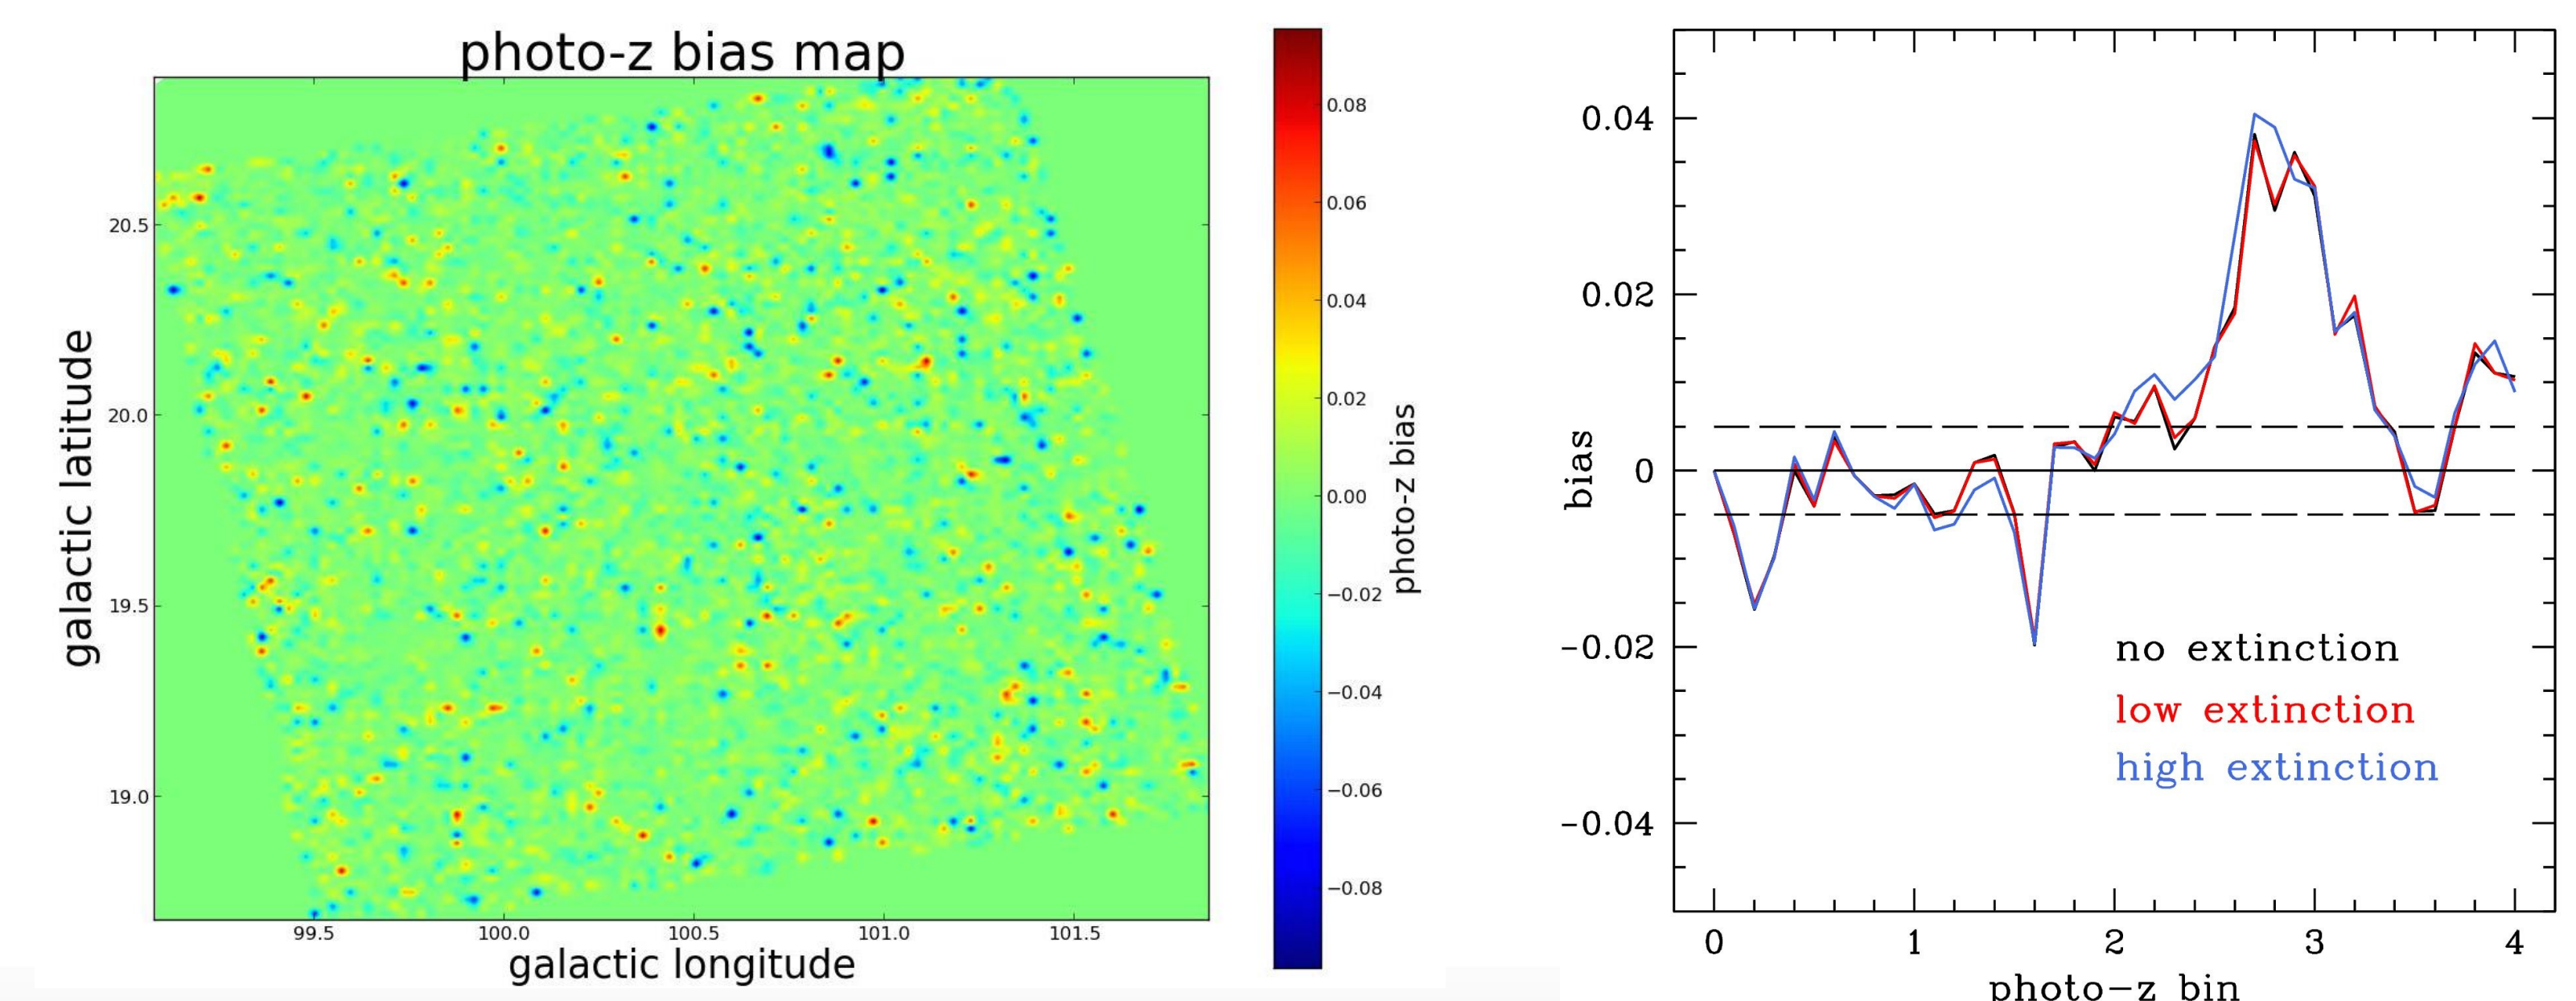 photo-z bias map
20.5
20.0
19.5
19.0
galactic latitude
99.5 100.0 100.5 101.0 101.5
galactic longitude
0.08
0.06
0.04
0.02
0.00
−0.02
−0.04
−0.06
−0.08
photo-z bias
0.04
0.02
0
-0.02
-0.04
bias
no extinction
low extinction
high extinction
0 1 2 3 4
photo-z bin